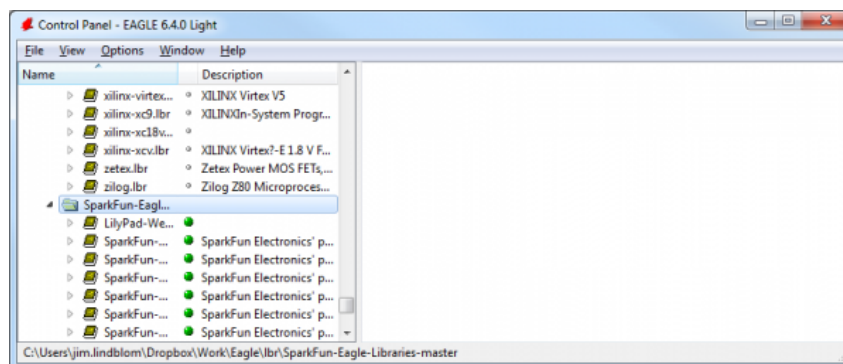 Control Panel - EAGLE 6.4.0 Light
File View Options Window Help
Name Description
xilinx-virtex... XILINX Virtex V5
xilinx-xc9.lbr XILINXIn-System Progr...
xilinx-xc18v...
xilinx-xcv.lbr XILINX Virtex?-E 1.8 V F...
zetex.lbr Zetex Power MOS FETs,...
zilog.lbr Zilog Z80 Microproces...
SparkFun-Eagl...
LilyPad-We...
SparkFun-... SparkFun Electronics' p...
SparkFun-... SparkFun Electronics' p...
SparkFun-... SparkFun Electronics' p...
SparkFun-... SparkFun Electronics' p...
SparkFun-... SparkFun Electronics' p...
SparkFun-... SparkFun Electronics' p...
C:\Users\jim.lindblom\Dropbox\Work\Eagle\lbr\SparkFun-Eagle-Libraries-master